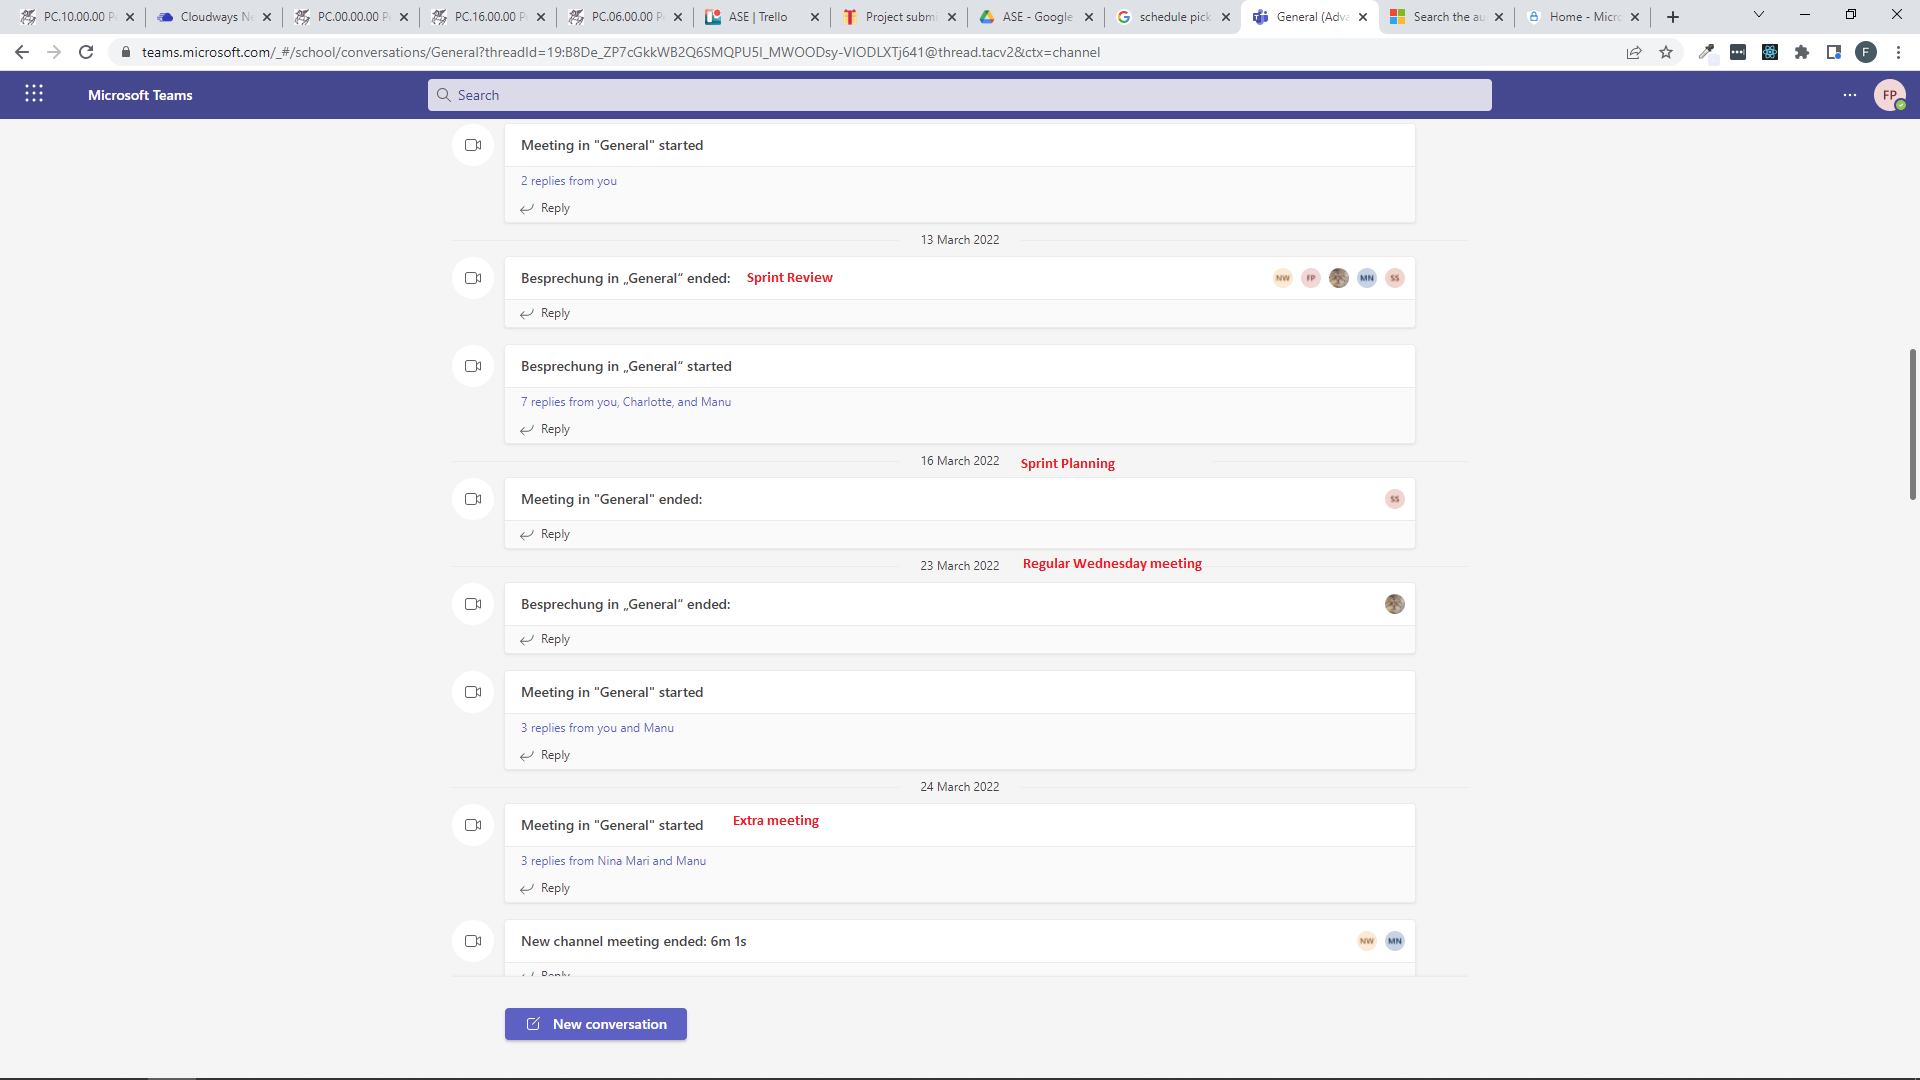 PC.10.00.00 P
Cloudways N
PC.00.00.00 P
PC.16.00.00 P
PC.06.00.00 P
ASE | Trello
Project subm
ASE - Google
schedule pick
General (Adva
Search the au
Home - Micro
teams.microsoft.com/_#/school/conversations/General?threadId=19:B8De_ZP7cGkkWB2Q6SMQPU5I_MWOODsy-VIODLXTj641@thread.tacv2&ctx=channel
F
Microsoft Teams
Search
FP
Meeting in "General" started
2 replies from you
Reply
13 March 2022
Besprechung in „General“ ended: Sprint Review
NW FP MN SS
Reply
Besprechung in „General“ started
7 replies from you, Charlotte, and Manu
Reply
16 March 2022 Sprint Planning
Meeting in "General" ended:
SS
Reply
23 March 2022 Regular Wednesday meeting
Besprechung in „General“ ended:
Reply
Meeting in "General" started
3 replies from you and Manu
Reply
24 March 2022
Meeting in "General" started Extra meeting
3 replies from Nina Mari and Manu
Reply
New channel meeting ended: 6m 1s
NW MN
Reply
New conversation